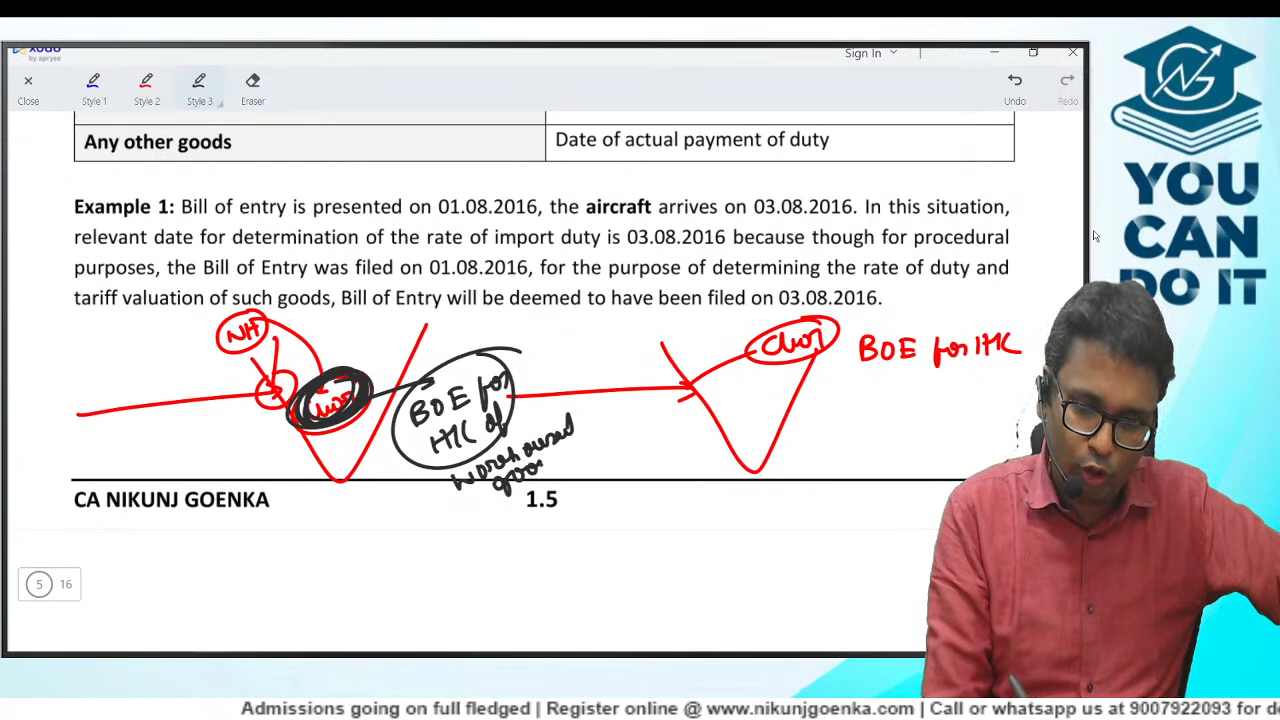 by apryse
Sign In
Close
Style 1
Style 2
Style 3
Eraser
Undo
Redo
Any other goods
Date of actual payment of duty
Example 1: Bill of entry is presented on 01.08.2016, the aircraft arrives on 03.08.2016. In this situation,
relevant date for determination of the rate of import duty is 03.08.2016 because though for procedural
purposes, the Bill of Entry was filed on 01.08.2016, for the purpose of determining the rate of duty and
tariff valuation of such goods, Bill of Entry will be deemed to have been filed on 03.08.2016.
NH
BOE for
of
warehoused
BOE for
CA NIKUNJ GOENKA
1.5
5
16
YOU
CAN
DO IT
Admissions going on full fledged | Register online @ www.nikunjgoenka.com | Call or whatsapp us at 9007922093 for de